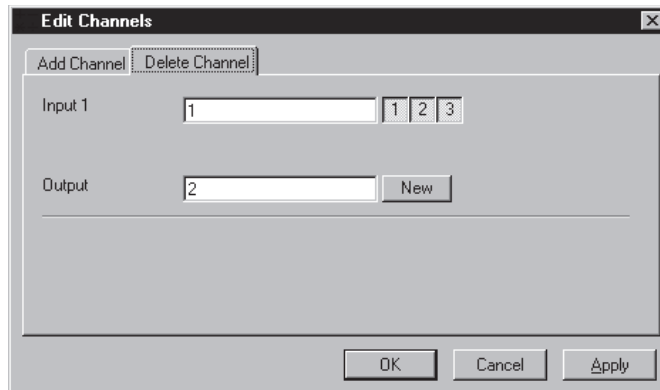 Edit Channels
Add Channel Delete Channel
Input 1 1 1 2 3
Output 2 New
OK Cancel Apply